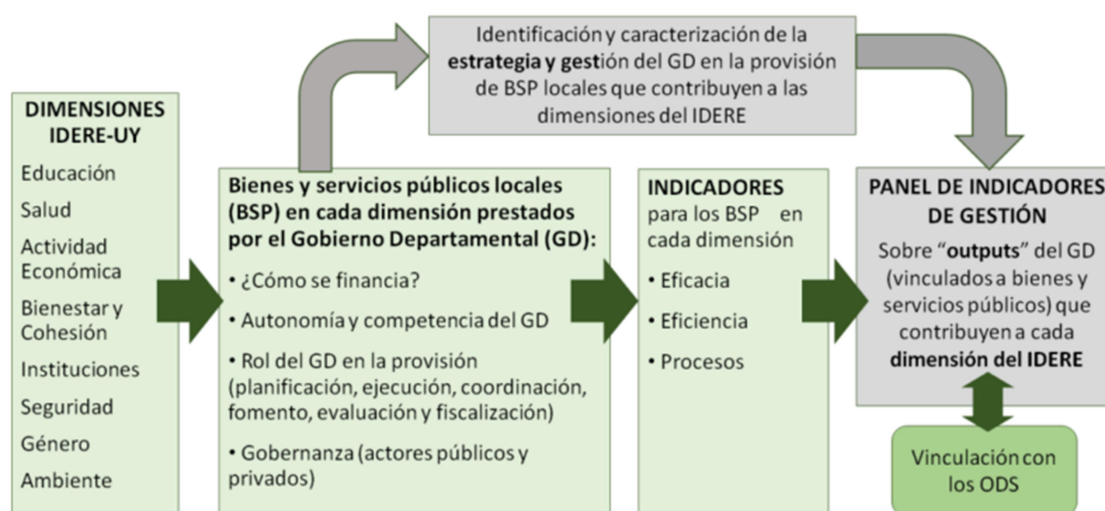 Identificación y caracterización de la
estrategia y gestión del GD en la provisión
de BSP locales que contribuyen a las
dimensiones del IDERE
DIMENSIONES
IDERE-UY
Educación
Salud
Actividad
Económica
Bienestar y
Cohesión
Instituciones
Seguridad
Género
Ambiente
Bienes y servicios públicos locales
(BSP) en cada dimensión prestados
por el Gobierno Departamental (GD):
• ¿Cómo se financia?
• Autonomía y competencia del GD
• Rol del GD en la provisión
(planificación, ejecución, coordinación,
fomento, evaluación y fiscalización)
• Gobernanza (actores públicos y
privados)
INDICADORES
para los BSP en
cada dimensión
• Eficacia
• Eficiencia
• Procesos
PANEL DE INDICADORES
DE GESTIÓN
Sobre “outputs” del GD
(vinculados a bienes y
servicios públicos) que
contribuyen a cada
dimensión del IDERE
Vinculación con
los ODS